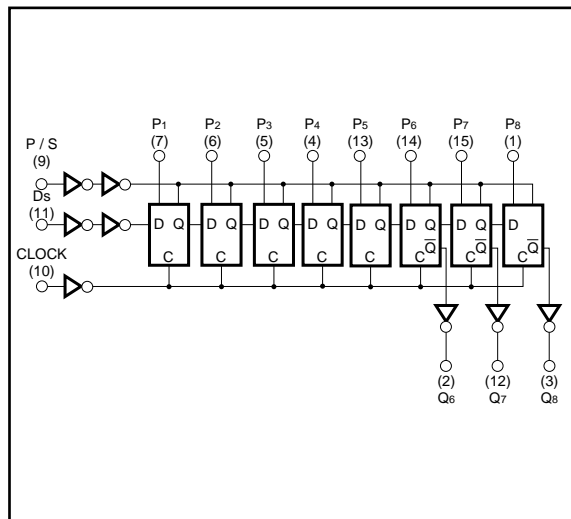 P1 P2 P3 P4 P5 P6 P7 P8
(7) (6) (5) (4) (13) (14) (15) (1)
P / S
(9)
Ds
(11)
D Q D Q D Q D Q D Q D Q D Q D
C C C C C C Q̅ C Q̅ C Q̅
CLOCK
(10)
(2) (12) (3)
Q6 Q7 Q8